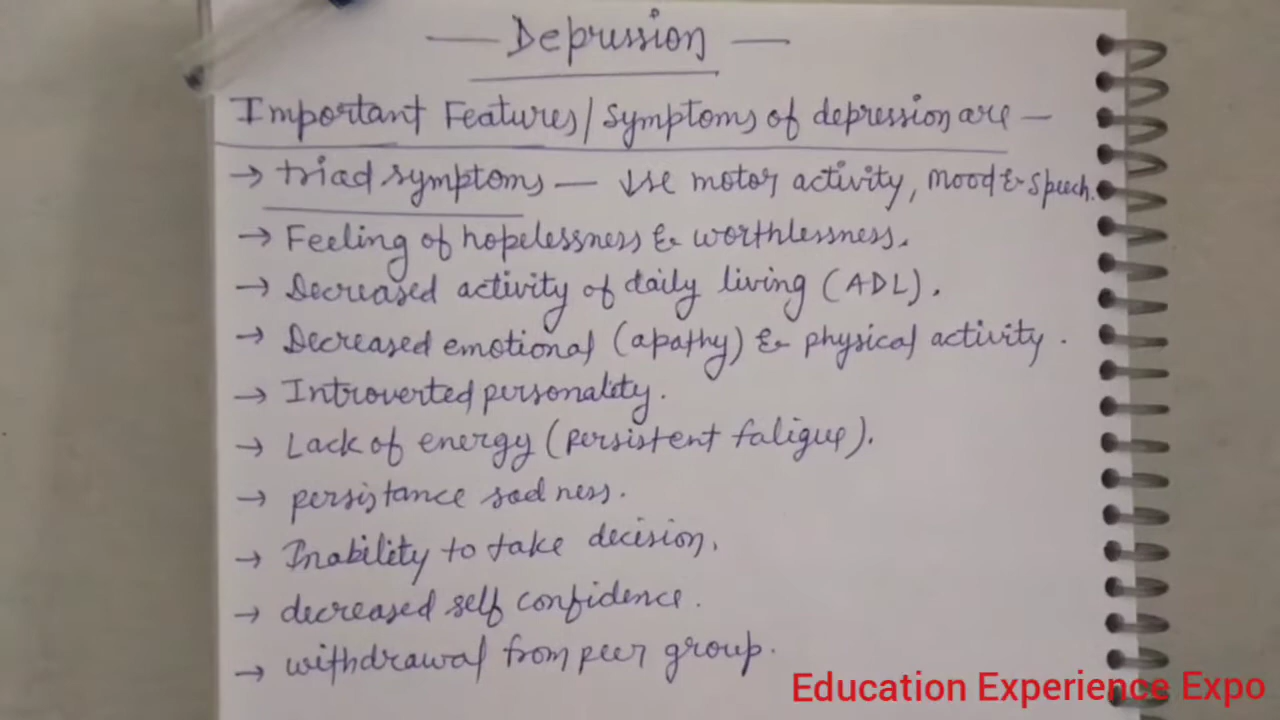 — Depression —
Important Features/Symptoms of depression are —
→ triad symptoms — ↓se motor activity, Mood & Speech.
→ Feeling of hopelessness & worthlessness.
→ Decreased activity of daily living (ADL).
→ Decreased emotional (apathy) & physical activity.
→ Introverted personality.
→ Lack of energy (persistent fatigue).
→ persistance sadness.
→ Inability to take decision.
→ decreased self confidence.
→ withdrawal from peer group.
Education Experience Expo